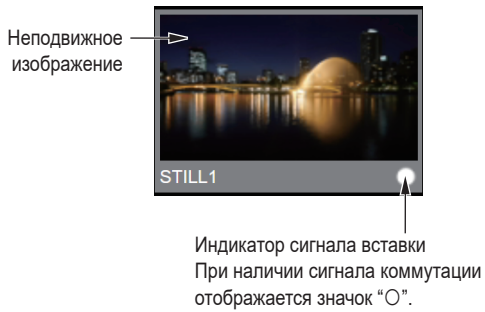 Неподвижное
изображение
STILL1
Индикатор сигнала вставки
При наличии сигнала коммутации
отображается значок “○”.